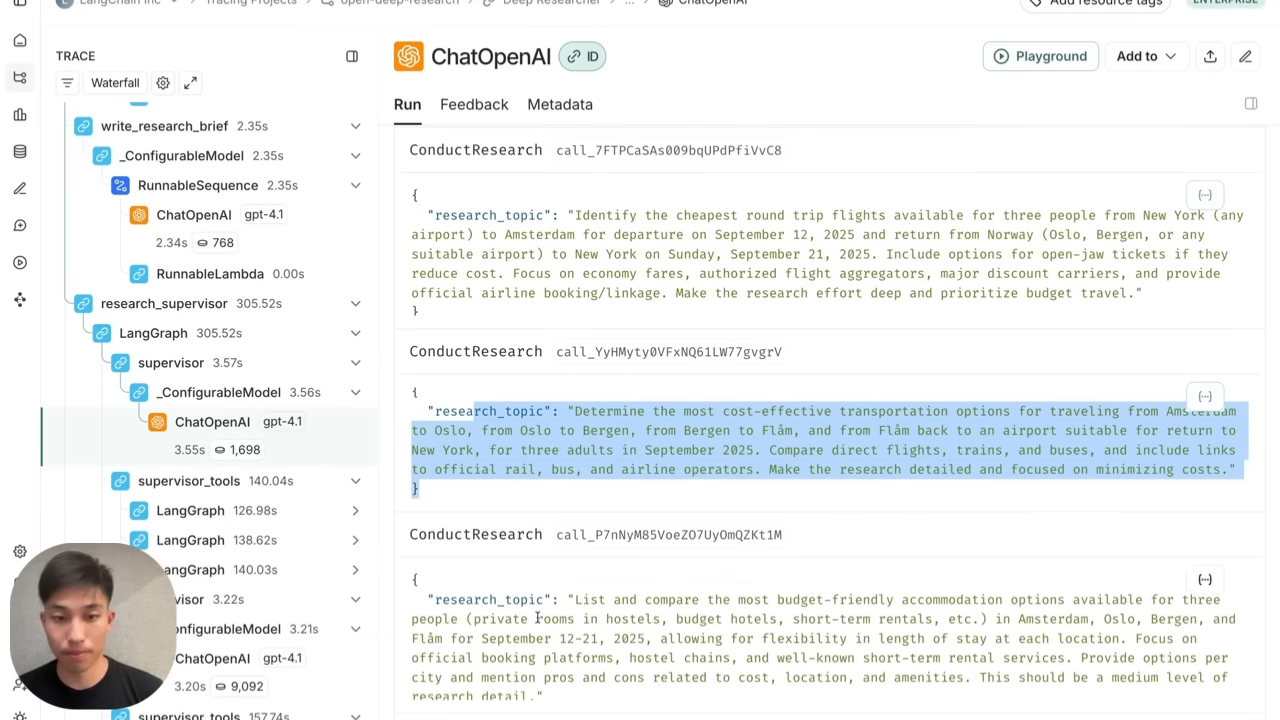 LangChain Inc
Tracing Projects
open-deep-research
Deep Researcher
...
ChatOpenAI
Add resource tags
ENTERPRISE
TRACE
Waterfall
write_research_brief 2.35s
_ConfigurableModel 2.35s
RunnableSequence 2.35s
ChatOpenAI gpt-4.1
2.34s 768
RunnableLambda 0.00s
research_supervisor 305.52s
LangGraph 305.52s
supervisor 3.57s
_ConfigurableModel 3.56s
ChatOpenAI gpt-4.1
3.55s 1,698
supervisor_tools 140.04s
LangGraph 126.98s
LangGraph 138.62s
angGraph 140.03s
visor 3.22s
figurableModel 3.21s
ChatOpenAI gpt-4.1
3.20s 9,092
supervisor_tools 157.74s
ChatOpenAI ID
Playground
Add to
Run Feedback Metadata
ConductResearch call_7FTPCaSAs009bqUPdPfiVvC8
{
"research_topic": "Identify the cheapest round trip flights available for three people from New York (any
airport) to Amsterdam for departure on September 12, 2025 and return from Norway (Oslo, Bergen, or any
suitable airport) to New York on Sunday, September 21, 2025. Include options for open-jaw tickets if they
reduce cost. Focus on economy fares, authorized flight aggregators, major discount carriers, and provide
official airline booking/linkage. Make the research effort deep and prioritize budget travel."
}
ConductResearch call_YyHMyty0VFxNQ61LW77gvgrV
{
"research_topic": "Determine the most cost-effective transportation options for traveling from Amsterdam
to Oslo, from Oslo to Bergen, from Bergen to Flåm, and from Flåm back to an airport suitable for return to
New York, for three adults in September 2025. Compare direct flights, trains, and buses, and include links
to official rail, bus, and airline operators. Make the research detailed and focused on minimizing costs."
}
ConductResearch call_P7nNyM85VoeZO7UyOmQZKt1M
{
"research_topic": "List and compare the most budget-friendly accommodation options available for three
people (private rooms in hostels, budget hotels, short-term rentals, etc.) in Amsterdam, Oslo, Bergen, and
Flåm for September 12-21, 2025, allowing for flexibility in length of stay at each location. Focus on
official booking platforms, hostel chains, and well-known short-term rental services. Provide options per
city and mention pros and cons related to cost, location, and amenities. This should be a medium level of
research detail."